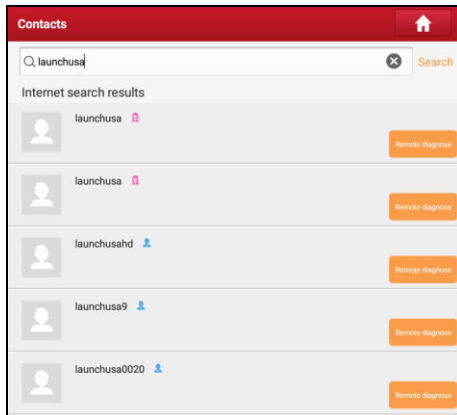 Contacts
launchusa
Search
Internet search results
launchusa
Remote diagnose
launchusa
Remote diagnose
launchusahd
Remote diagnose
launchusa9
Remote diagnose
launchusa0020
Remote diagnose